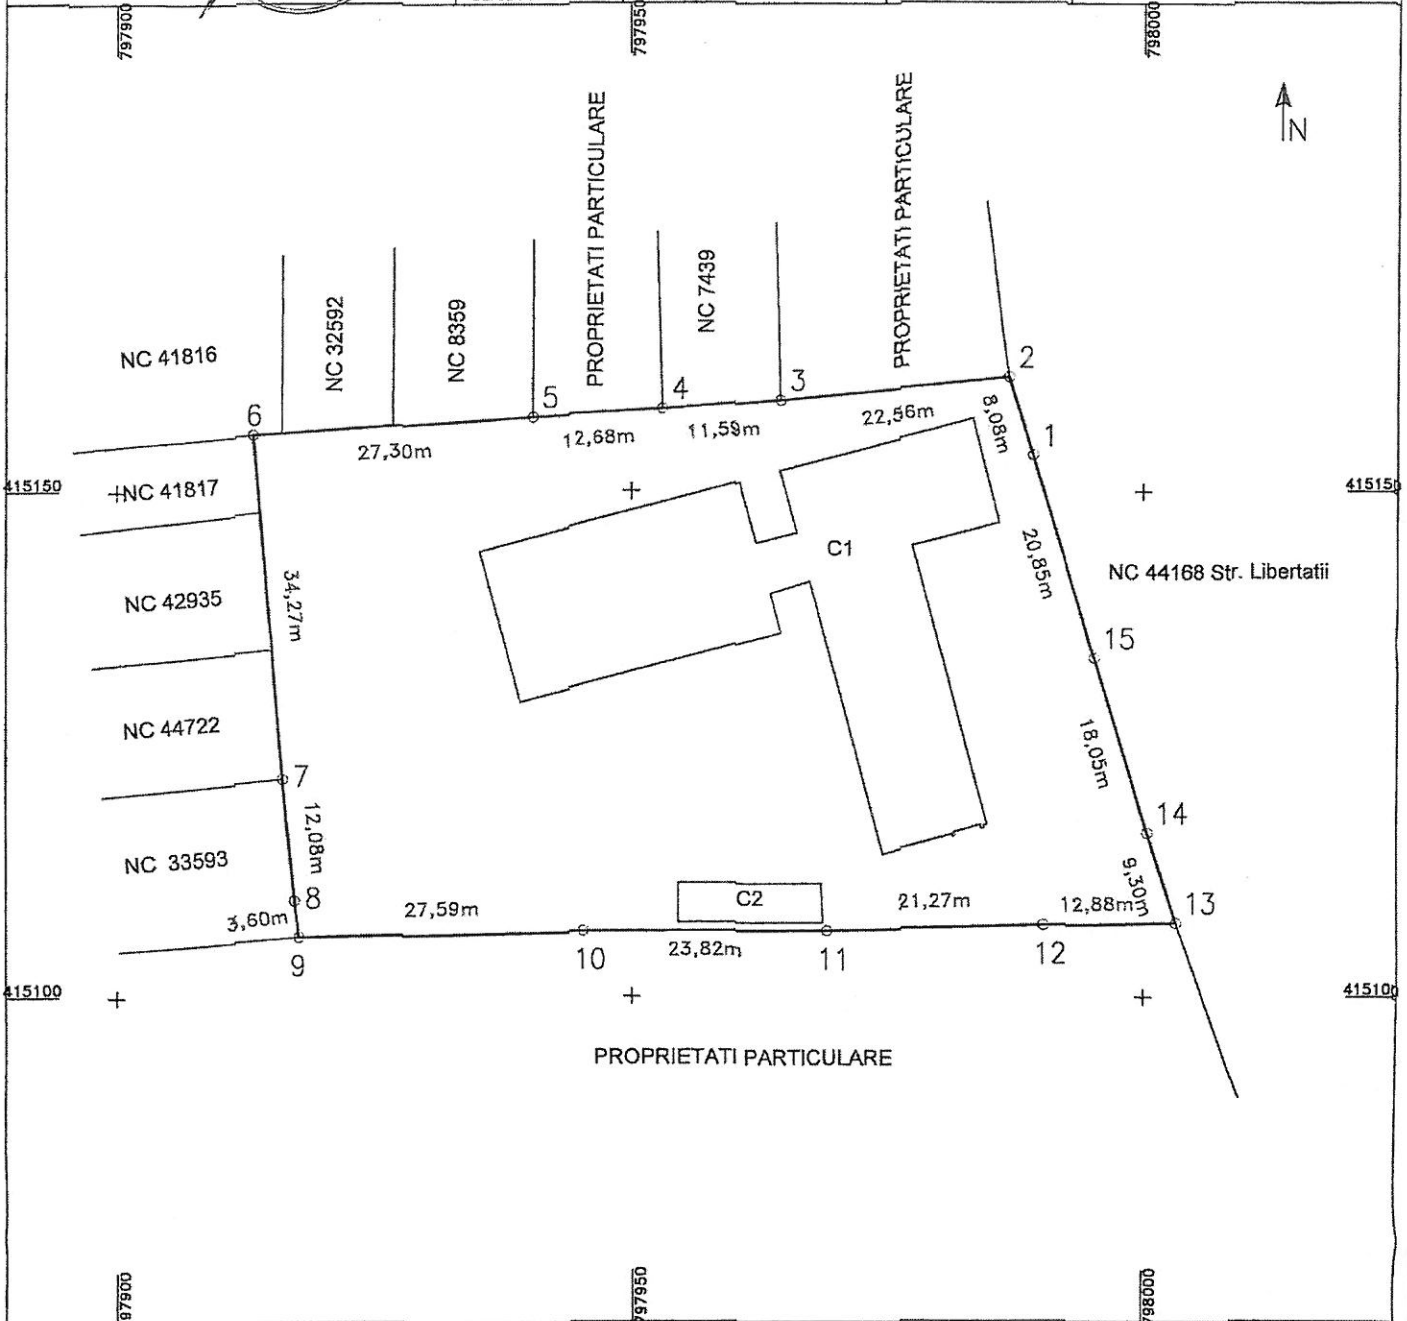 797900
797950
798000
N
PROPRIETATI PARTICULARE
PROPRIETATI PARTICULARE
NC 7439
NC 32592
NC 8359
NC 41816
2
3
4
5
6
22,56m
8,08m
11,59m
12,68m
27,30m
1
415150
NC 41817
415150
C1
20,85m
NC 44168 Str. Libertatii
34,27m
NC 42935
15
NC 44722
18,05m
7
14
12,08m
NC 33593
9,30m
8
C2
21,27m
12,88m
13
3,60m
27,59m
23,82m
9
10
11
12
415100
415100
PROPRIETATI PARTICULARE
97900
97950
98000